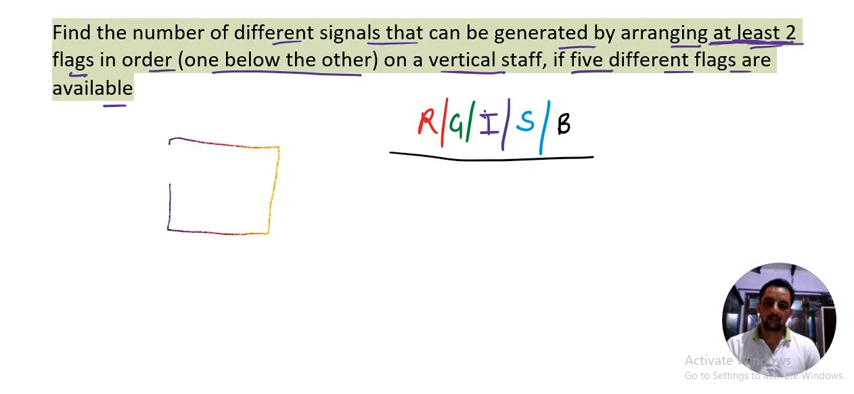 Find the number of different signals that can be generated by arranging at least 2
flags in order (one below the other) on a vertical staff, if five different flags are
available
R/G/I/S/B
Activate Windows
Go to Settings to activate Windows.